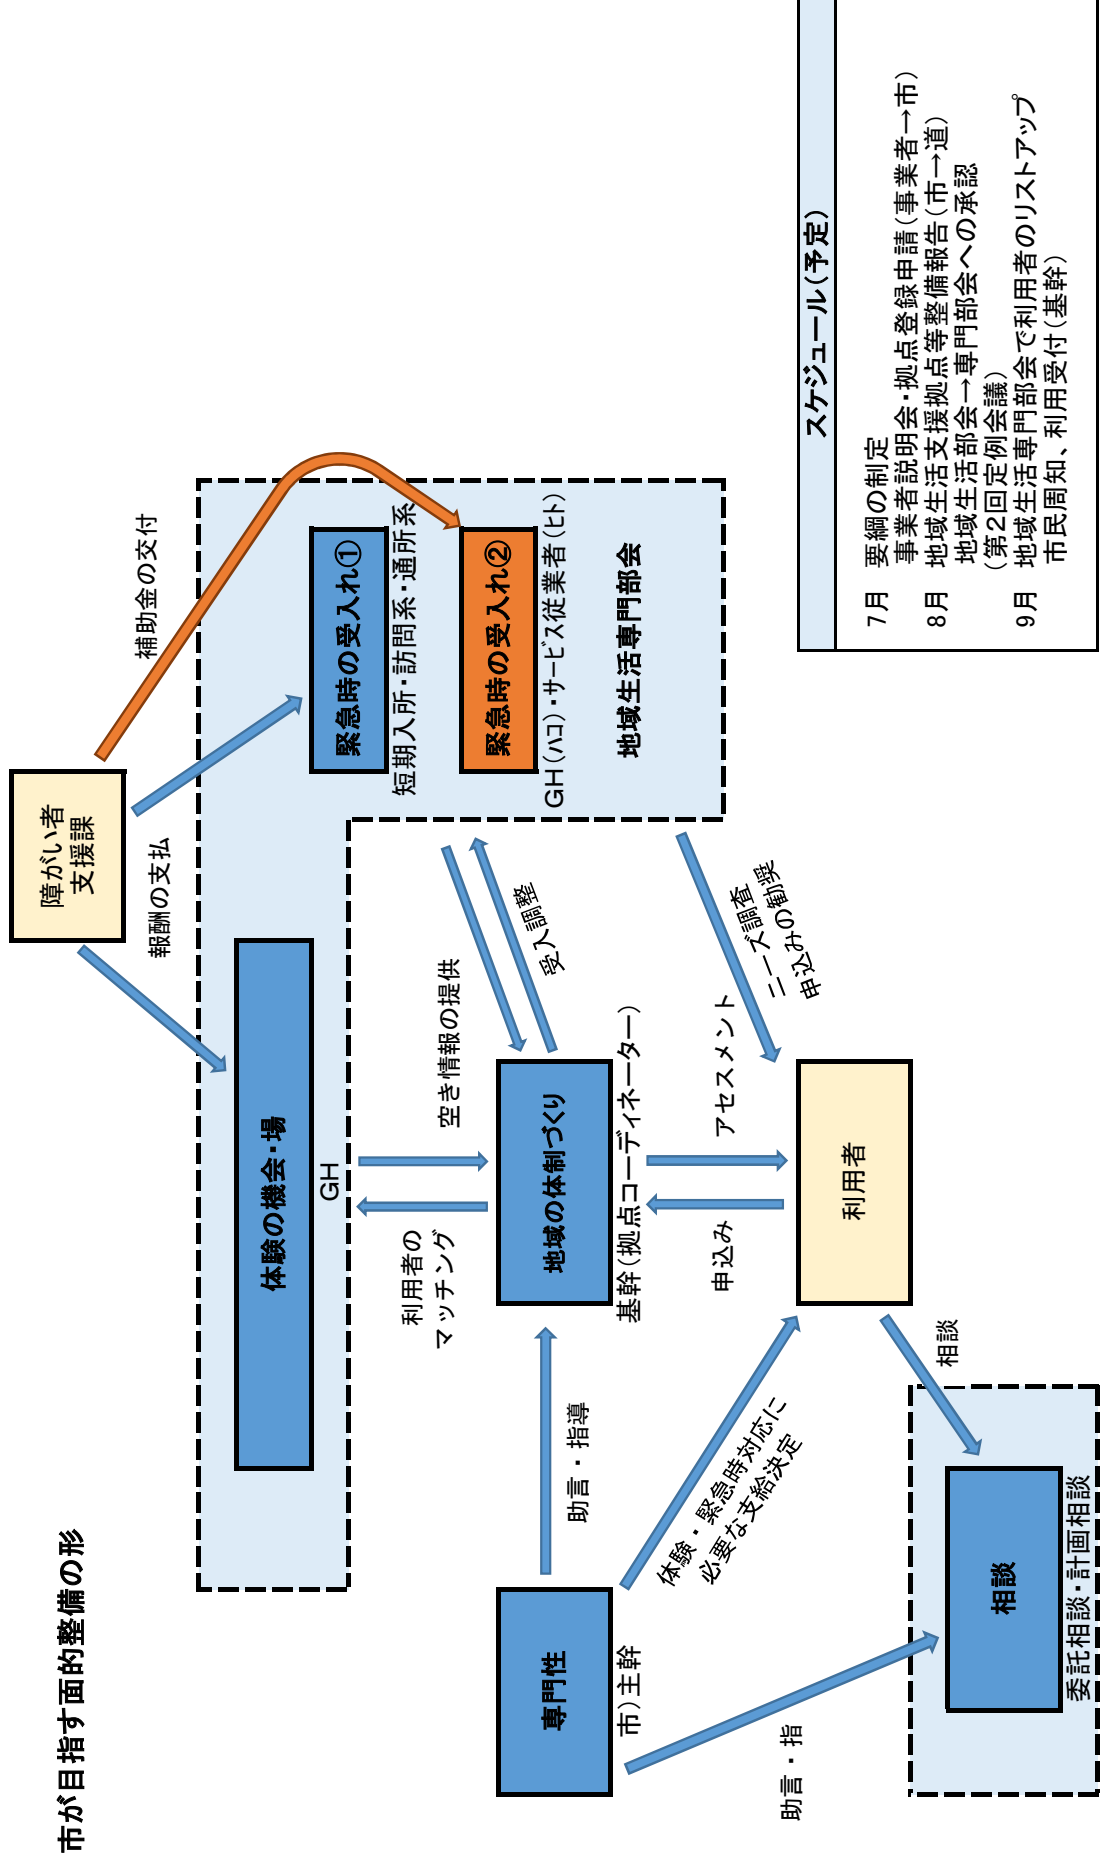 市が目指す面的整備の形
障がい者
支援課
報酬の支払
補助金の交付
体験の機会・場
GH
緊急時の受入れ①
短期入所・訪問系・通所系
緊急時の受入れ②
GH(ﾊｺ)・ｻｰﾋﾞｽ従業者(ﾋﾄ)
地域生活専門部会
利用者の
マッチング
空き情報の提供
受入調整
専門性
市)主幹
助言・指導
地域の体制づくり
基幹(拠点コーディネーター)
ニーズ調査
申込みの勧奨
体験・緊急時対応に
必要な支給決定
申込み
アセスメント
利用者
助言・指
相談
相談
委託相談・計画相談
スケジュール(予定)
7月 要綱の制定
事業者説明会・拠点登録申請(事業者→市)
8月 地域生活支援拠点等整備報告(市→道)
地域生活部会→専門部会への承認
(第2回定例会議)
9月 地域生活専門部会で利用者のリストアップ
市民周知、利用受付(基幹)